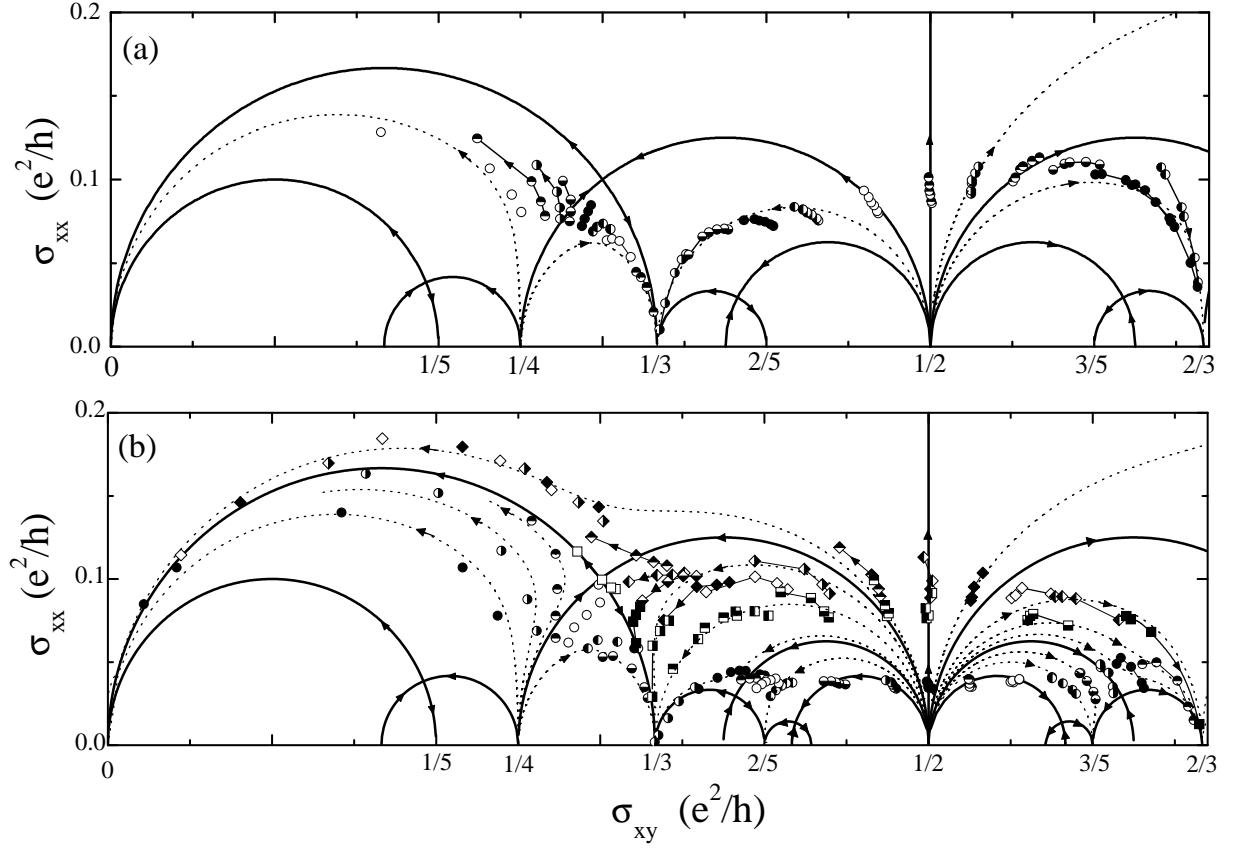 0.2
(a)
0.1
σxx (e²/h)
0.0
0 1/5 1/4 1/3 2/5 1/2 3/5 2/3
0.2
(b)
0.1
σxx (e²/h)
0.0
0 1/5 1/4 1/3 2/5 1/2 3/5 2/3
σxy (e²/h)